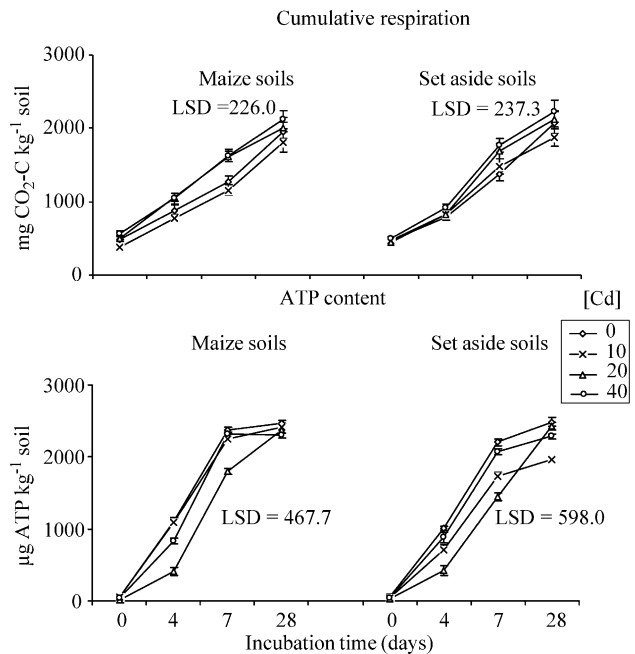 Cumulative respiration
3000
2000
1000
0
mg CO2-C kg-1 soil
Maize soils
LSD =226.0
Set aside soils
LSD = 237.3
ATP content
[Cd]
0
10
20
40
Maize soils
Set aside soils
3000
2000
1000
0
µg ATP kg-1 soil
LSD = 467.7
LSD = 598.0
0 4 7 28 0 4 7 28
Incubation time (days)